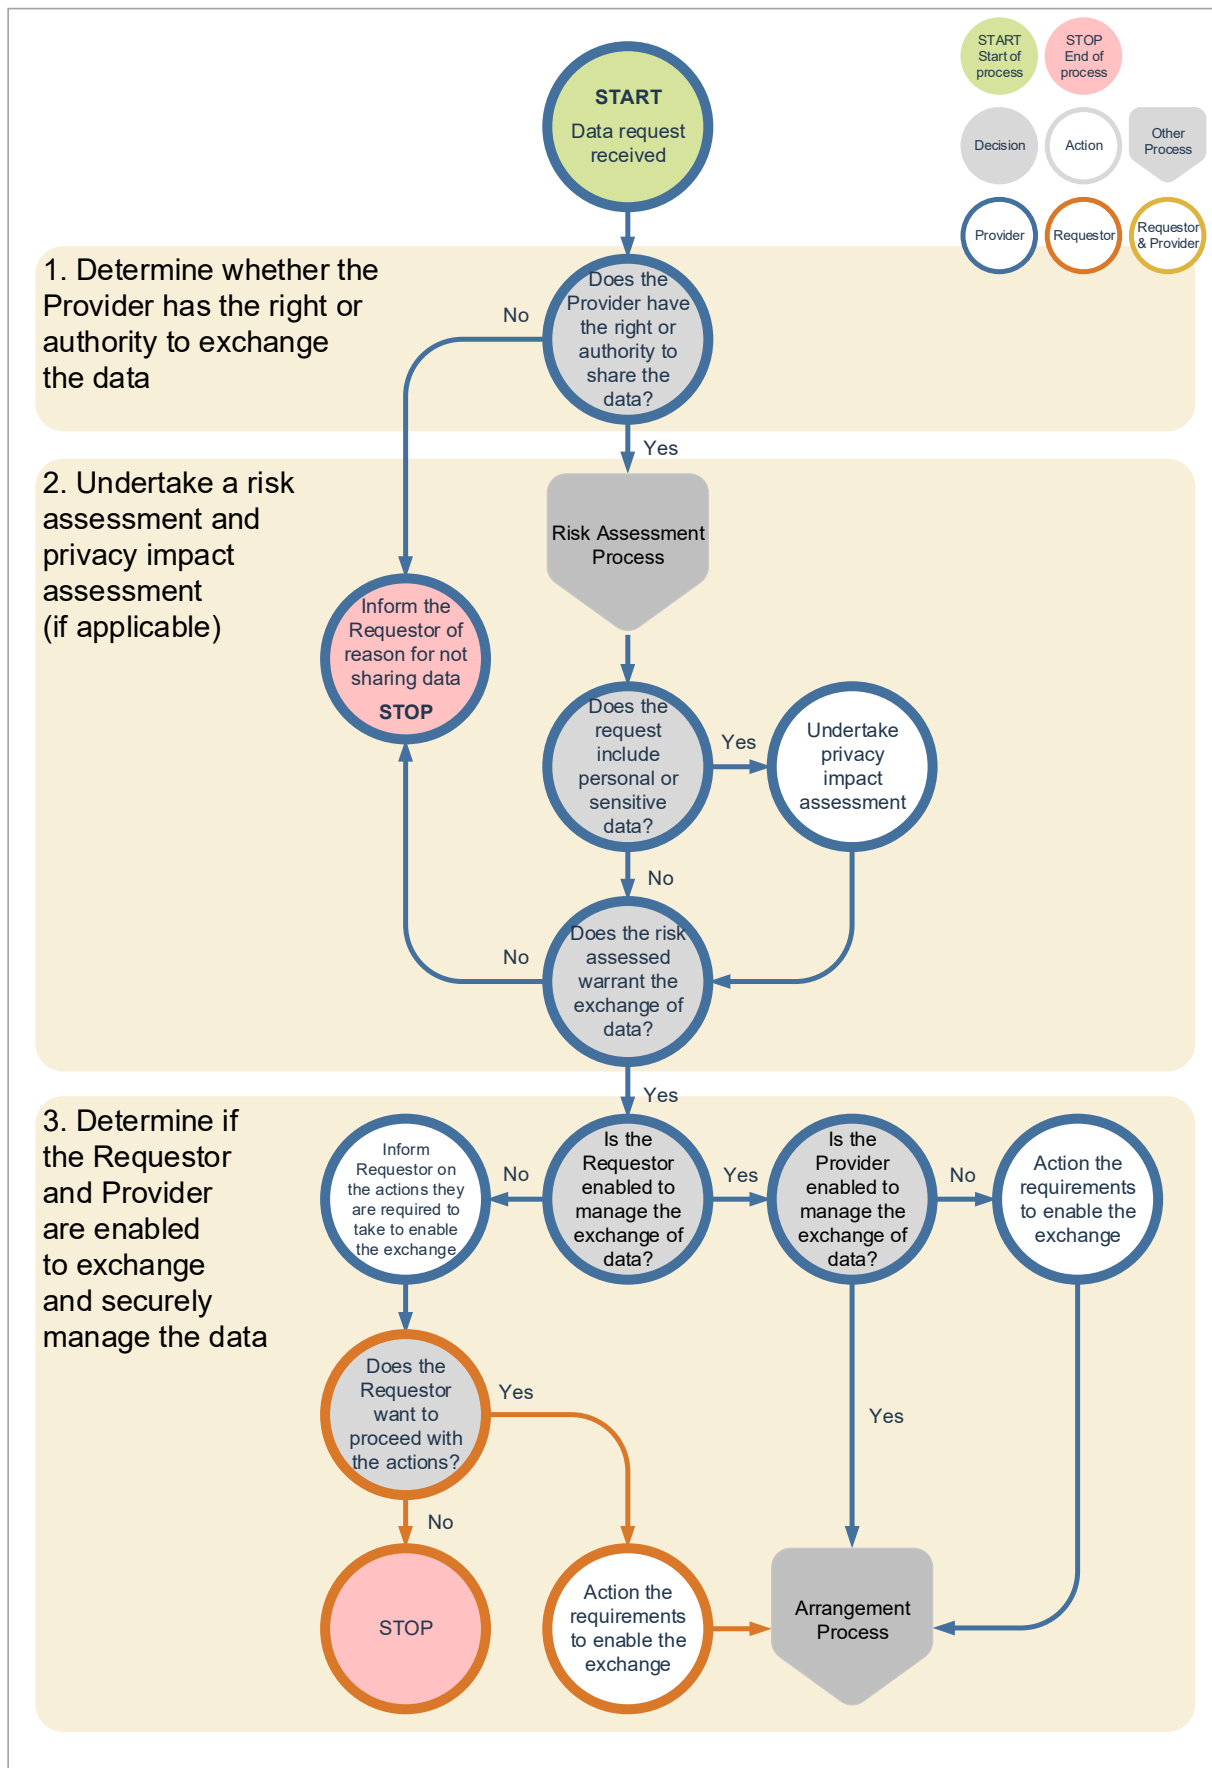 START
Start of
process
STOP
End of
process
Decision
Action
Other
Process
Provider
Requestor
Requestor
& Provider
START
Data request
received
1. Determine whether the
Provider has the right or
authority to exchange
the data
Does the
Provider have
the right or
authority to
share the
data?
No
Yes
2. Undertake a risk
assessment and
privacy impact
assessment
(if applicable)
Risk Assessment
Process
Inform the
Requestor of
reason for not
sharing data
STOP
Does the
request
include
personal or
sensitive
data?
Yes
Undertake
privacy
impact
assessment
No
Does the risk
assessed
warrant the
exchange of
data?
No
Yes
3. Determine if
the Requestor
and Provider
are enabled
to exchange
and securely
manage the data
Inform
Requestor on
the actions they
are required to
take to enable
the exchange
No
Is the
Requestor
enabled to
manage the
exchange of
data?
Yes
Is the
Provider
enabled to
manage the
exchange of
data?
No
Action the
requirements
to enable the
exchange
Does the
Requestor
want to
proceed with
the actions?
Yes
Yes
No
STOP
Action the
requirements
to enable the
exchange
Arrangement
Process